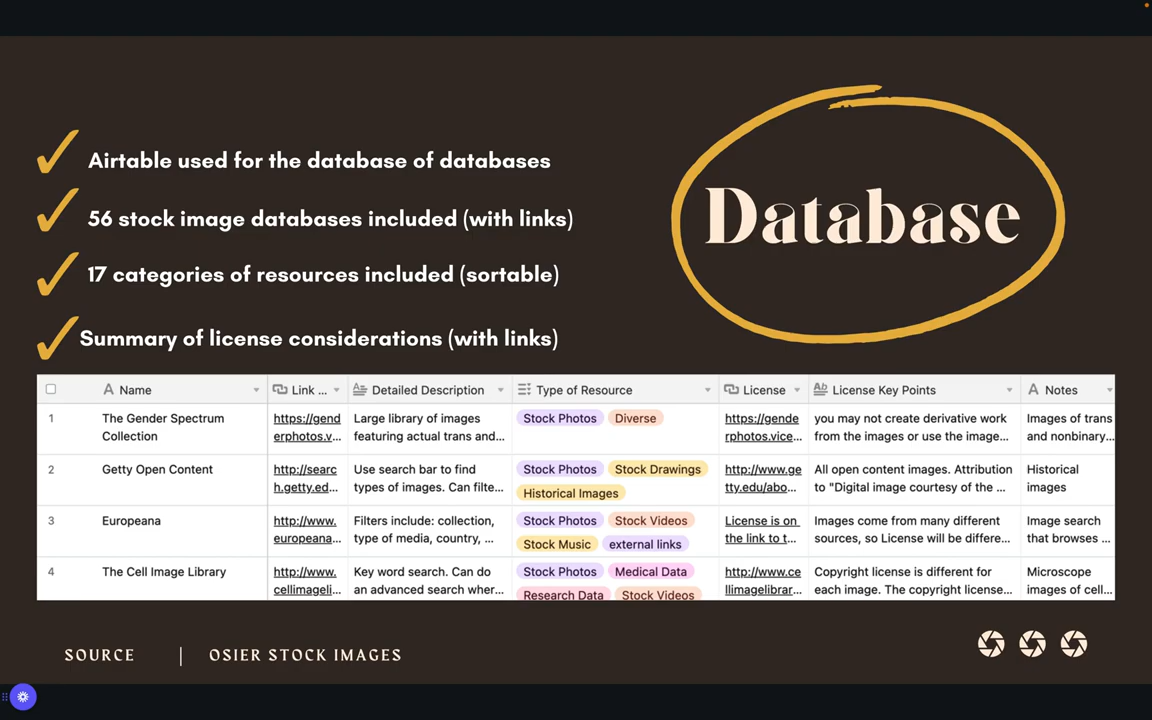 Airtable used for the database of databases
56 stock image databases included (with links)
17 categories of resources included (sortable)
Summary of license considerations (with links)
Database
Name Link ... Detailed Description Type of Resource License License Key Points Notes
1 The Gender Spectrum https://gend Large library of images Stock Photos Diverse https://gende you may not create derivative work Images of trans
Collection erphotos.v... featuring actual trans and... rphotos.vice... from the images or use the image... and nonbinary...
2 Getty Open Content http://searc Use search bar to find Stock Photos Stock Drawings http://www.ge All open content images. Attribution Historical
h.getty.ed... types of images. Can filte... Historical Images tty.edu/abo... to "Digital image courtesy of the ... images
3 Europeana http://www. Filters include: collection, Stock Photos Stock Videos License is on Images come from many different Image search
europeana... type of media, country, ... Stock Music external links the link to t... sources, so License will be differe... that browses ...
4 The Cell Image Library http://www. Key word search. Can do Stock Photos Medical Data http://www.ce Copyright license is different for Microscope
cellimageli... an advanced search wher... Research Data Stock Videos llimagelibrar... each image. The copyright license... images of cell...
SOURCE | OSIER STOCK IMAGES